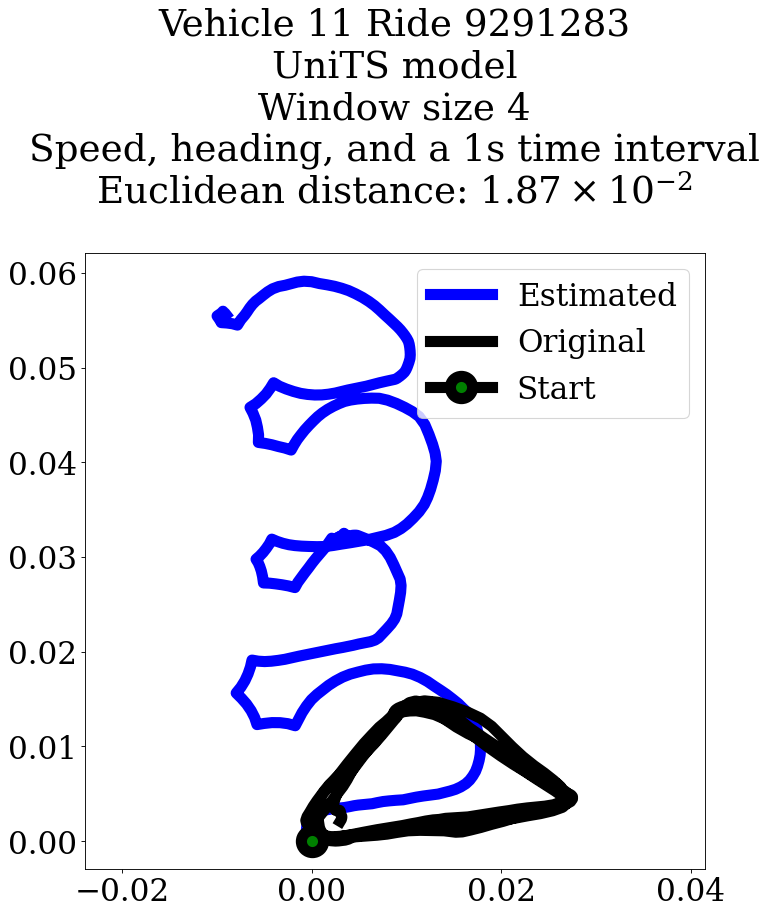 Vehicle 11 Ride 9291283
UniTS model
Window size 4
Speed, heading, and a 1s time interval
Euclidean distance: 1.87 × 10⁻²
Estimated
Original
Start
0.06
0.05
0.04
0.03
0.02
0.01
0.00
−0.02
0.00
0.02
0.04